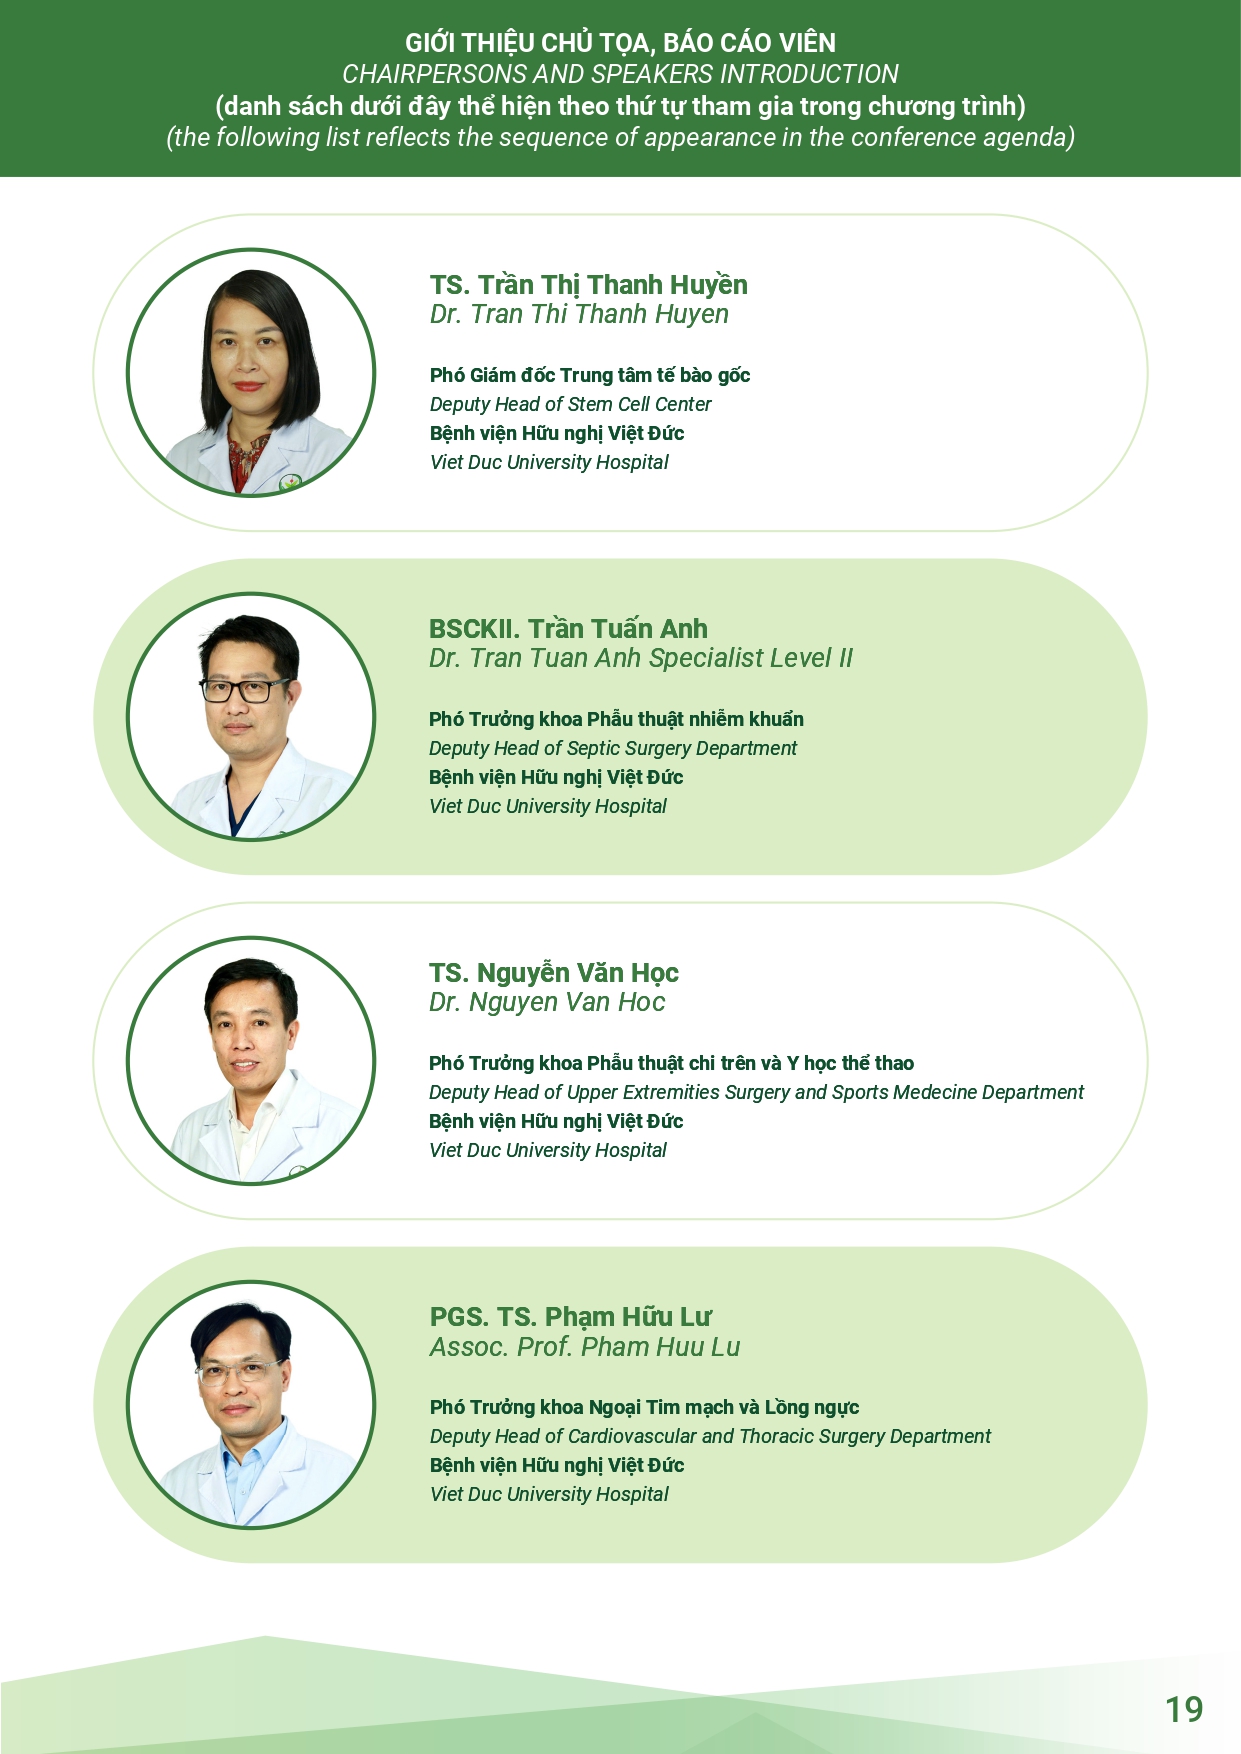 GIỚI THIỆU CHỦ TỌA, BÁO CÁO VIÊN
CHAIRPERSONS AND SPEAKERS INTRODUCTION
(danh sách dưới đây thể hiện theo thứ tự tham gia trong chương trình)
(the following list reflects the sequence of appearance in the conference agenda)
TS. Trần Thị Thanh Huyền
Dr. Tran Thi Thanh Huyen
Phó Giám đốc Trung tâm tế bào gốc
Deputy Head of Stem Cell Center
Bệnh viện Hữu nghị Việt Đức
Viet Duc University Hospital
BSCKII. Trần Tuấn Anh
Dr. Tran Tuan Anh Specialist Level II
Phó Trưởng khoa Phẫu thuật nhiễm khuẩn
Deputy Head of Septic Surgery Department
Bệnh viện Hữu nghị Việt Đức
Viet Duc University Hospital
TS. Nguyễn Văn Học
Dr. Nguyen Van Hoc
Phó Trưởng khoa Phẫu thuật chi trên và Y học thể thao
Deputy Head of Upper Extremities Surgery and Sports Medecine Department
Bệnh viện Hữu nghị Việt Đức
Viet Duc University Hospital
PGS. TS. Phạm Hữu Lư
Assoc. Prof. Pham Huu Lu
Phó Trưởng khoa Ngoại Tim mạch và Lồng ngực
Deputy Head of Cardiovascular and Thoracic Surgery Department
Bệnh viện Hữu nghị Việt Đức
Viet Duc University Hospital
19